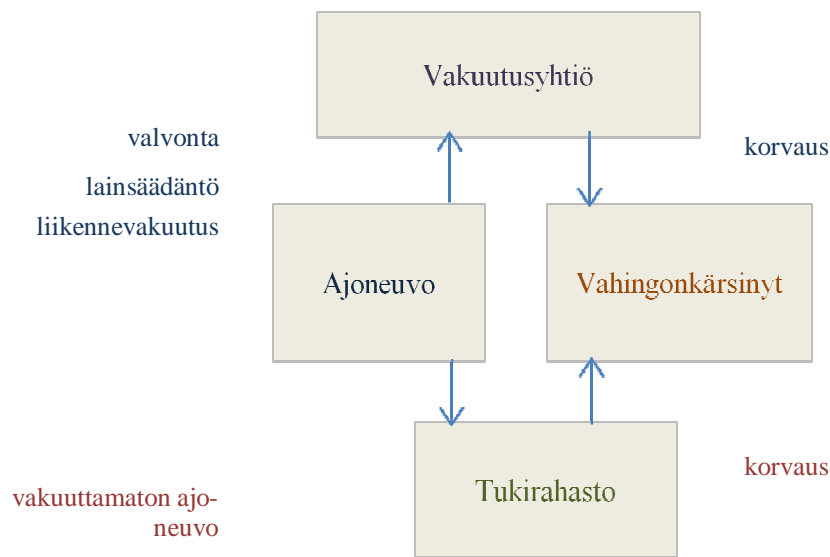 Vakuutusyhtiö
valvonta
korvaus
lainsäädäntö
liikennevakuutus
Ajoneuvo
Vahingonkärsinyt
korvaus
Tukirahasto
vakuuttamaton ajo-
neuvo